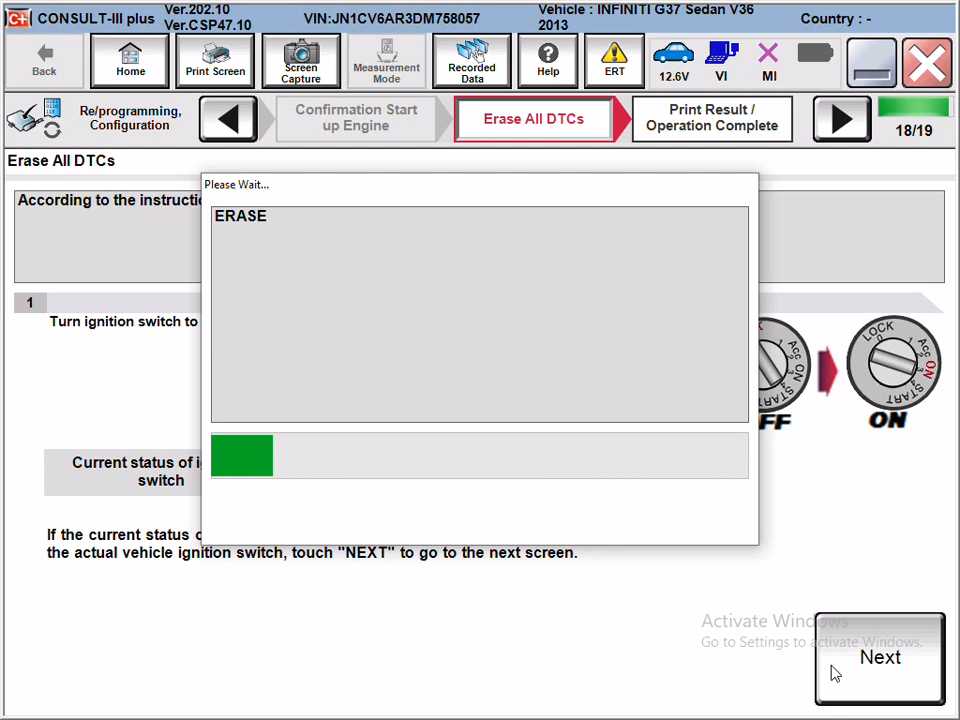 C+ CONSULT-III plus Ver.202.10 VIN:JN1CV6AR3DM758057 Vehicle : INFINITI G37 Sedan V36 Country : -
Ver.CSP47.10 2013
Back Home Print Screen Screen Capture Measurement Mode Recorded Data Help ERT 12.6V VI MI
Re/programming, Configuration
Confirmation Start up Engine
Erase All DTCs
Print Result / Operation Complete
18/19
Erase All DTCs
According to the
Please Wait...
ERASE
1
Turn ignition switch to
LOCK 0 1 Acc 2 ON 3 4 START
ON
Current status of
switch
If the current status
the actual vehicle ignition switch, touch "NEXT" to go to the next screen.
Activate Windows
Go to Settings to activate Windows.
Next